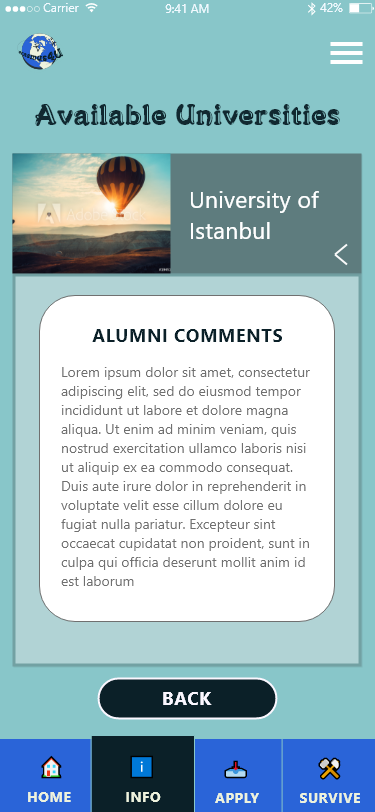 Carrier
9:41 AM
42%
Available Universities
University of
Istanbul
ALUMNI COMMENTS
Lorem ipsum dolor sit amet, consectetur
adipiscing elit, sed do eiusmod tempor
incididunt ut labore et dolore magna
aliqua. Ut enim ad minim veniam, quis
nostrud exercitation ullamco laboris nisi
ut aliquip ex ea commodo consequat.
Duis aute irure dolor in reprehenderit in
voluptate velit esse cillum dolore eu
fugiat nulla pariatur. Excepteur sint
occaecat cupidatat non proident, sunt in
culpa qui officia deserunt mollit anim id
est laborum
BACK
HOME
INFO
APPLY
SURVIVE